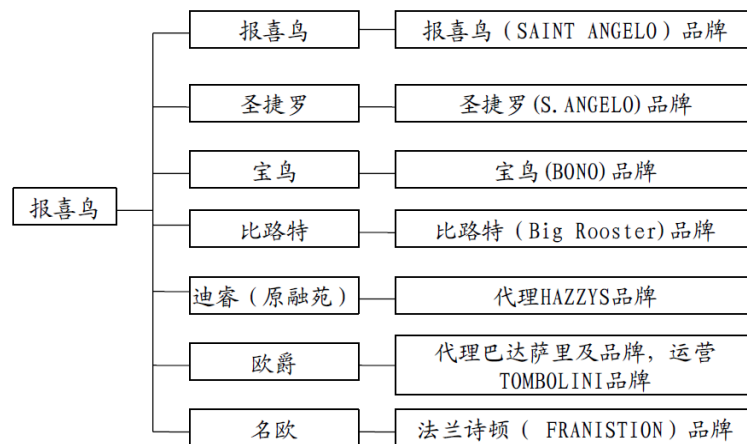 报喜鸟
报喜鸟 报喜鸟（SAINT ANGELO）品牌
圣捷罗 圣捷罗(S.ANGELO)品牌
宝鸟 宝鸟(BONO)品牌
比路特 比路特（Big Rooster)品牌
迪睿（原融苑） 代理HAZZYS品牌
欧爵 代理巴达萨里及品牌，运营
TOMBOLINI品牌
名欧 法兰诗顿（ FRANISTION）品牌